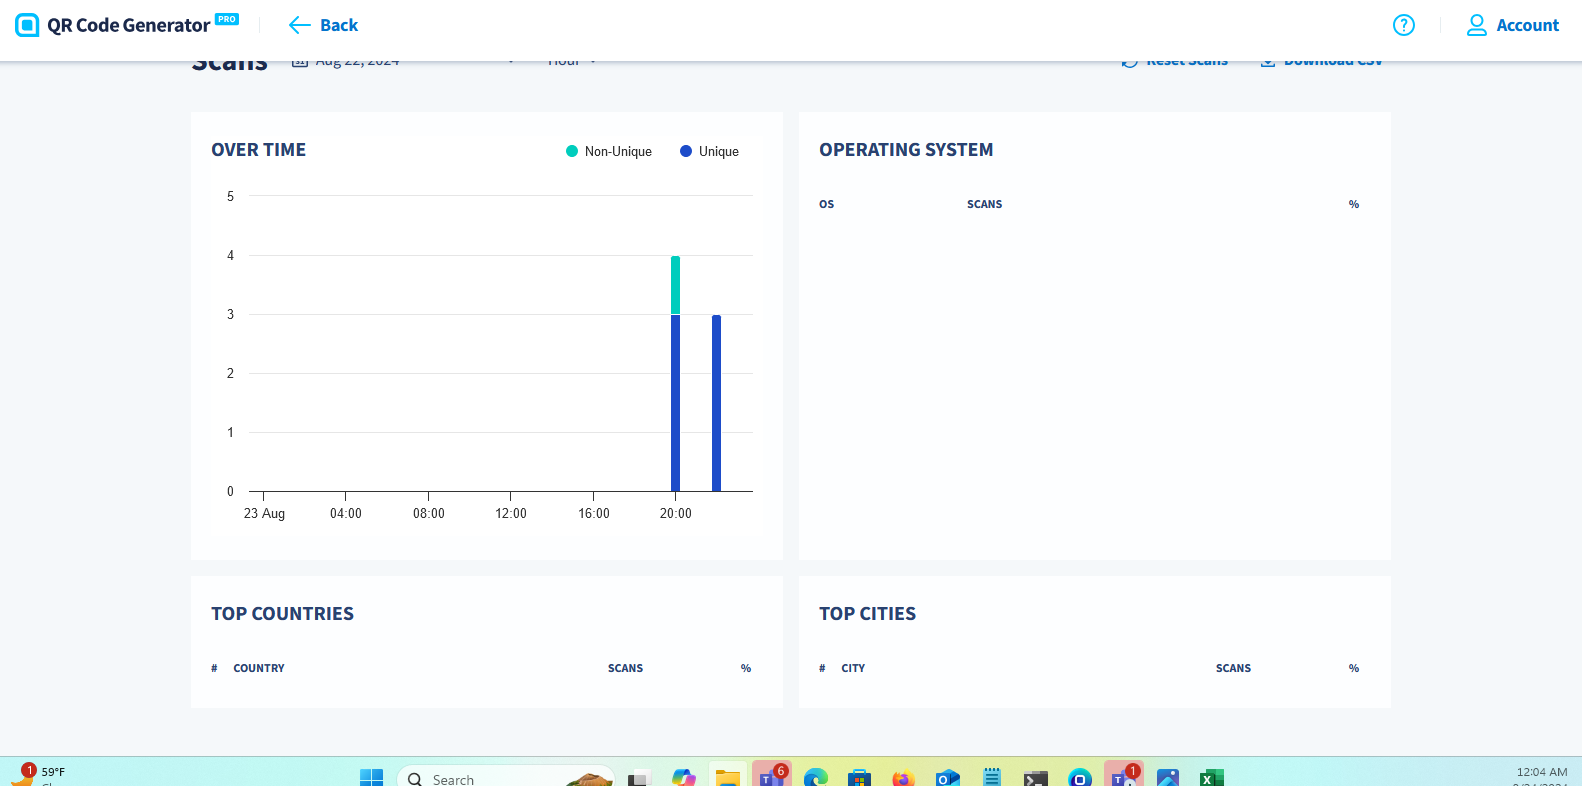 QR Code Generator PRO
Back
Account
Scans
Aug 22, 2024
Hour
Reset Scans
Download CSV
OVER TIME
Non-Unique
Unique
5
4
3
2
1
0
23 Aug
04:00
08:00
12:00
16:00
20:00
OPERATING SYSTEM
OS
SCANS
%
TOP COUNTRIES
#
COUNTRY
SCANS
%
TOP CITIES
#
CITY
SCANS
%
1
59°F
Search
6
1
12:04 AM